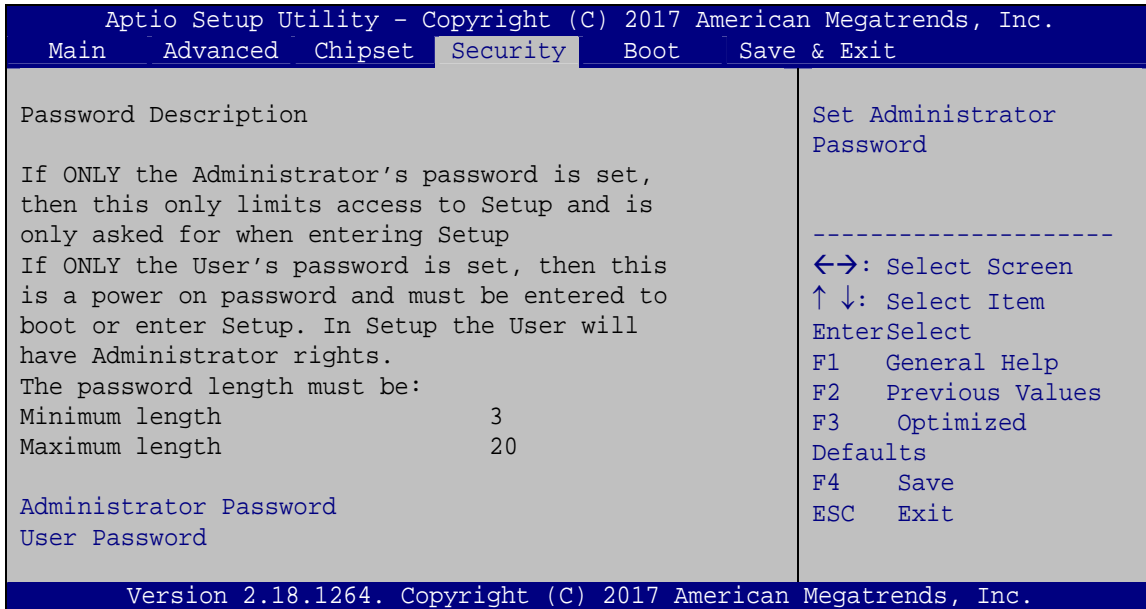 Aptio Setup Utility – Copyright (C) 2017 American Megatrends, Inc.
Main Advanced Chipset Security Boot Save & Exit
Password Description
If ONLY the Administrator’s password is set,
then this only limits access to Setup and is
only asked for when entering Setup
If ONLY the User’s password is set, then this
is a power on password and must be entered to
boot or enter Setup. In Setup the User will
have Administrator rights.
The password length must be:
Minimum length 3
Maximum length 20
Administrator Password
User Password
Set Administrator
Password
---------------------
←→: Select Screen
↑ ↓: Select Item
EnterSelect
F1 General Help
F2 Previous Values
F3 Optimized
Defaults
F4 Save
ESC Exit
Version 2.18.1264. Copyright (C) 2017 American Megatrends, Inc.